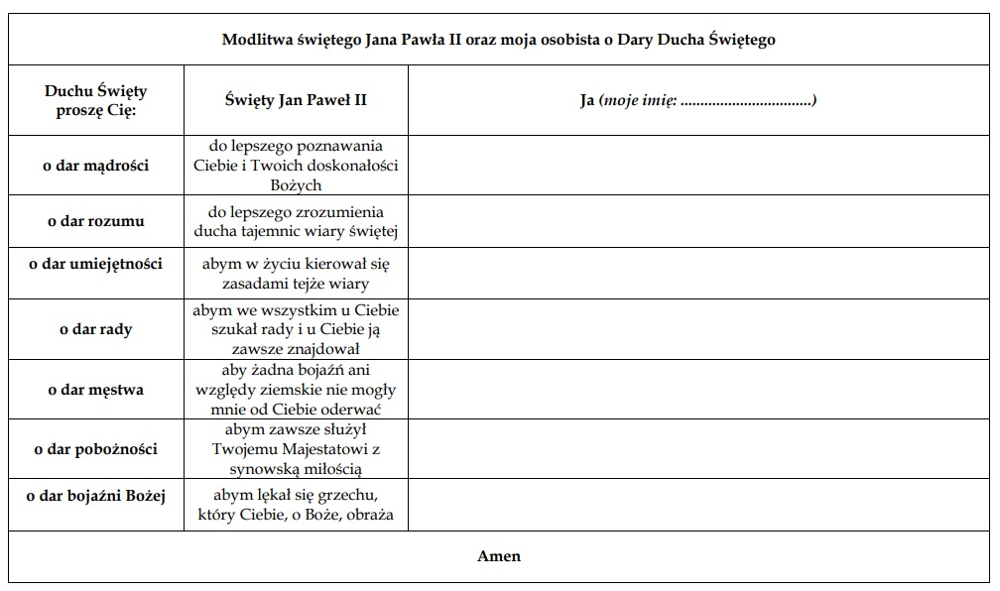 Modlitwa świętego Jana Pawła II oraz moja osobista o Dary Ducha Świętego
Duchu Święty
proszę Cię:
Święty Jan Paweł II
Ja (moje imię: .................................)
o dar mądrości
do lepszego poznawania
Ciebie i Twoich doskonałości
Bożych
o dar rozumu
do lepszego zrozumienia
ducha tajemnic wiary świętej
o dar umiejętności
abym w życiu kierował się
zasadami tejże wiary
o dar rady
abym we wszystkim u Ciebie
szukał rady i u Ciebie ją
zawsze znajdował
o dar męstwa
aby żadna bojaźń ani
względy ziemskie nie mogły
mnie od Ciebie oderwać
o dar pobożności
abym zawsze służył
Twojemu Majestatowi z
synowską miłością
o dar bojaźni Bożej
abym lękał się grzechu,
który Ciebie, o Boże, obraża
Amen